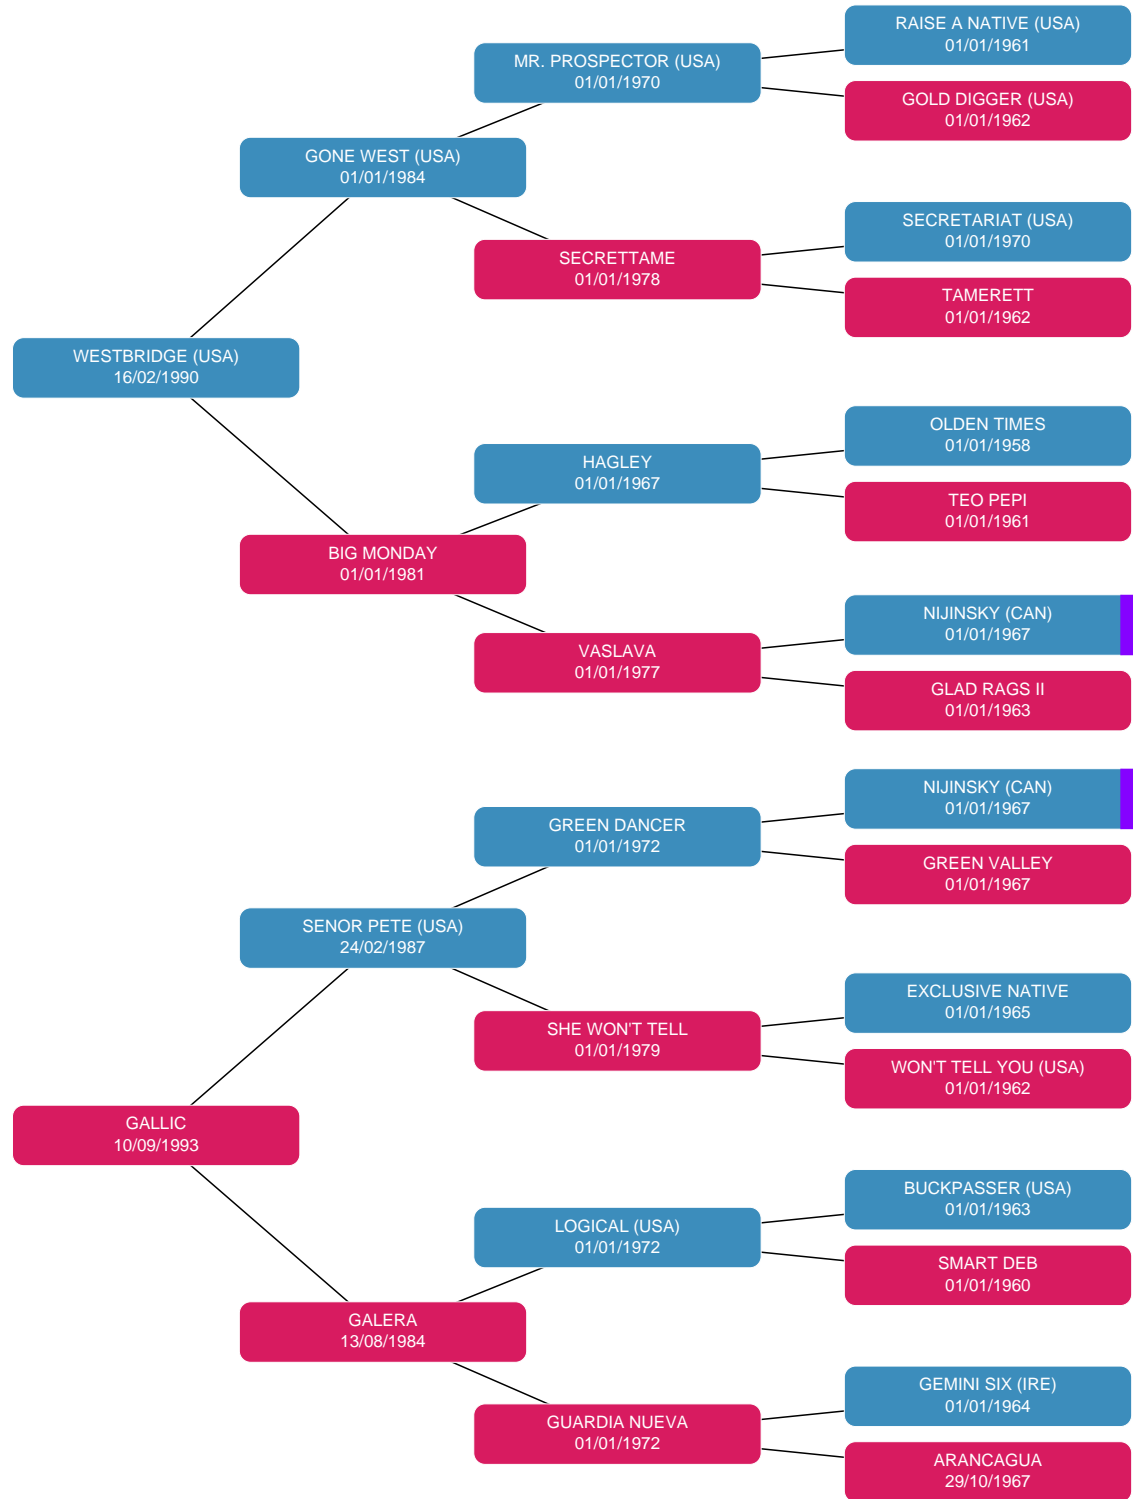 RAISE A NATIVE (USA)
01/01/1961
MR. PROSPECTOR (USA)
01/01/1970
GOLD DIGGER (USA)
01/01/1962
GONE WEST (USA)
01/01/1984
SECRETARIAT (USA)
01/01/1970
SECRETTAME
01/01/1978
TAMERETT
01/01/1962
WESTBRIDGE (USA)
16/02/1990
OLDEN TIMES
01/01/1958
HAGLEY
01/01/1967
TEO PEPI
01/01/1961
BIG MONDAY
01/01/1981
NIJINSKY (CAN)
01/01/1967
VASLAVA
01/01/1977
GLAD RAGS II
01/01/1963
NIJINSKY (CAN)
01/01/1967
GREEN DANCER
01/01/1972
GREEN VALLEY
01/01/1967
SENOR PETE (USA)
24/02/1987
EXCLUSIVE NATIVE
01/01/1965
SHE WON'T TELL
01/01/1979
WON'T TELL YOU (USA)
01/01/1962
GALLIC
10/09/1993
BUCKPASSER (USA)
01/01/1963
LOGICAL (USA)
01/01/1972
SMART DEB
01/01/1960
GALERA
13/08/1984
GEMINI SIX (IRE)
01/01/1964
GUARDIA NUEVA
01/01/1972
ARANCAGUA
29/10/1967